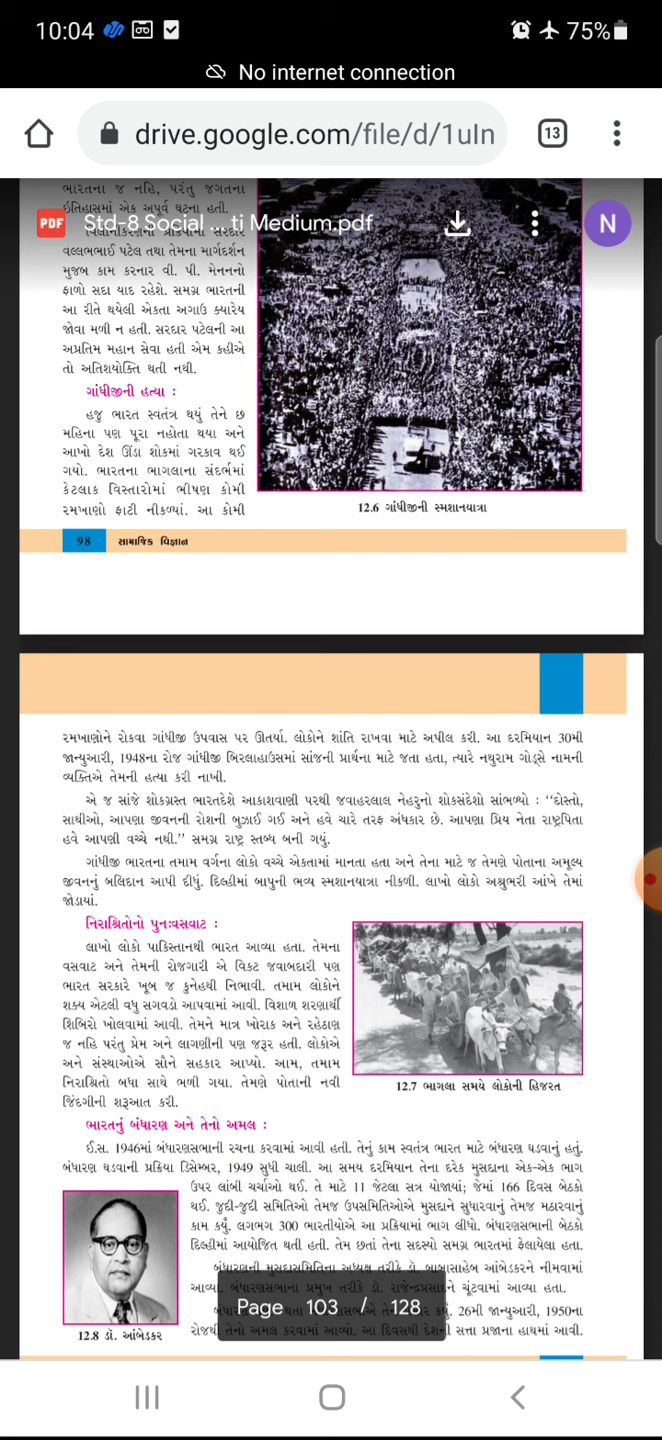 10:04
75%
No internet connection
drive.google.com/file/d/1uIn
13
ભારતના જ નહિ, પરંતુ જગતના
ઇતિહાસમાં એક અપૂર્વ ઘટના હતી.
PDF Std-8 Social ... ti Medium.pdf
N
સરદાર
વલ્લભભાઈ પટેલ તથા તેમના માર્ગદર્શન
મુજબ કામ કરનાર વી. પી. મેનનનો
ફાળો સદા યાદ રહેશે. સમગ્ર ભારતની
આ રીતે થયેલી એકતા અગાઉ ક્યારેય
જોવા મળી ન હતી. સરદાર પટેલની આ
અપ્રતિમ મહાન સેવા હતી એમ કહીએ
તો અતિશયોક્તિ થતી નથી.
ગાંધીજીની હત્યા :
હજુ ભારત સ્વતંત્ર થયું તેને છ
મહિના પણ પૂરા નહોતા થયા અને
આખો દેશ ઊંડા શોકમાં ગરકાવ થઈ
ગયો. ભારતના ભાગલાના સંદર્ભમાં
કેટલાક વિસ્તારોમાં ભીષણ કોમી
રમખાણો ફાટી નીકળ્યાં. આ કોમી
12.6 ગાંધીજીની સ્મશાનયાત્રા
98 સામાજિક વિજ્ઞાન
રમખાણોને રોકવા ગાંધીજી ઉપવાસ પર ઊતર્યા. લોકોને શાંતિ રાખવા માટે અપીલ કરી. આ દરમિયાન 30મી
જાન્યુઆરી, 1948ના રોજ ગાંધીજી બિરલાહાઉસમાં સાંજની પ્રાર્થના માટે જતા હતા, ત્યારે નથુરામ ગોડ્સે નામની
વ્યક્તિએ તેમની હત્યા કરી નાખી.
એ જ સાંજે શોકગ્રસ્ત ભારતદેશે આકાશવાણી પરથી જવાહરલાલ નેહરુનો શોકસંદેશો સાંભળ્યો : “દોસ્તો,
સાથીઓ, આપણા જીવનની રોશની બુઝાઈ ગઈ અને હવે ચારે તરફ અંધકાર છે. આપણા પ્રિય નેતા રાષ્ટ્રપિતા
હવે આપણી વચ્ચે નથી.” સમગ્ર રાષ્ટ્ર સ્તબ્ધ બની ગયું.
ગાંધીજી ભારતના તમામ વર્ગના લોકો વચ્ચે એકતામાં માનતા હતા અને તેના માટે જ તેમણે પોતાના અમૂલ્ય
જીવનનું બલિદાન આપી દીધું. દિલ્હીમાં બાપુની ભવ્ય સ્મશાનયાત્રા નીકળી. લાખો લોકો અશ્રુભરી આંખે તેમાં
જોડાયાં.
નિરાશ્રિતોનો પુનઃવસવાટ :
લાખો લોકો પાકિસ્તાનથી ભારત આવ્યા હતા. તેમના
વસવાટ અને તેમની રોજગારી એ વિકટ જવાબદારી પણ
ભારત સરકારે ખૂબ જ કુનેહથી નિભાવી. તમામ લોકોને
શક્ય એટલી વધુ સગવડો આપવામાં આવી. વિશાળ શરણાર્થી
શિબિરો ખોલવામાં આવી. તેમને માત્ર ખોરાક અને રહેઠાણ
જ નહિ પરંતુ પ્રેમ અને લાગણીની પણ જરૂર હતી. લોકોએ
અને સંસ્થાઓએ સૌને સહકાર આપ્યો. આમ, તમામ
નિરાશ્રિતો બધા સાથે ભળી ગયા. તેમણે પોતાની નવી
જિંદગીની શરૂઆત કરી.
12.7 ભાગલા સમયે લોકોની હિજરત
ભારતનું બંધારણ અને તેનો અમલ :
ઈ.સ. 1946માં બંધારણસભાની રચના કરવામાં આવી હતી. તેનું કામ સ્વતંત્ર ભારત માટે બંધારણ ઘડવાનું હતું.
બંધારણ ઘડવાની પ્રક્રિયા ડિસેમ્બર, 1949 સુધી ચાલી. આ સમય દરમિયાન તેના દરેક મુસદાના એક-એક ભાગ
ઉપર લાંબી ચર્ચાઓ થઈ. તે માટે 11 જેટલા સત્ર યોજાયાં; જેમાં 166 દિવસ બેઠકો
થઈ. જુદી-જુદી સમિતિઓ તેમજ ઉપસમિતિઓએ મુસદાને સુધારવાનું તેમજ મઠારવાનું
કામ કર્યું. લગભગ 300 ભારતીયોએ આ પ્રક્રિયામાં ભાગ લીધો. બંધારણસભાની બેઠકો
દિલ્હીમાં આયોજિત થતી હતી. તેમ છતાં તેના સદસ્યો સમગ્ર ભારતમાં ફેલાયેલા હતા.
બંધારણની મુસદાસમિતિના અધ્યક્ષ તરીકે ડૉ. બાબાસાહેબ આંબેડકરને નીમવામાં
આવ્યા. બંધારણસભાના પ્રમુખ તરીકે ડૉ. રાજેન્દ્રપ્રસાદને ચૂંટવામાં આવ્યા હતા.
Page 103 / 128
થતા 26મી જાન્યુઆરી, 1950ના
રોજથી તેનો અમલ કરવામાં આવ્યો. આ દિવસથી દેશની સત્તા પ્રજાના હાથમાં આવી.
12.8 ડૉ. આંબેડકર